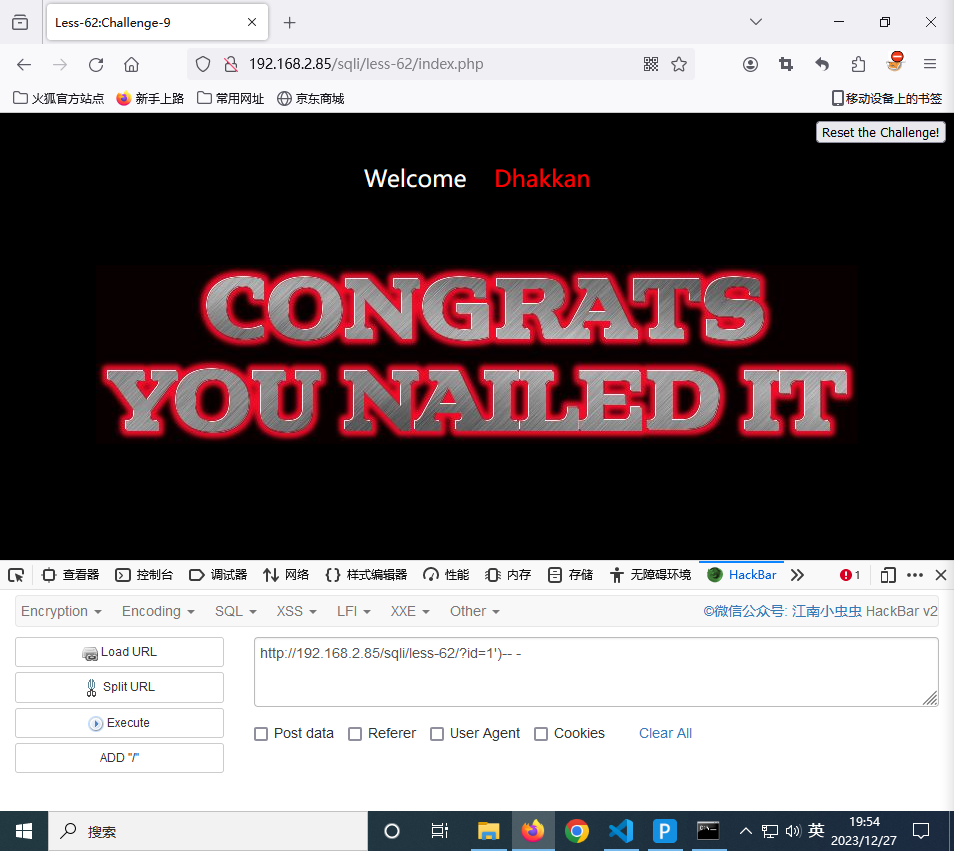 Less-62:Challenge-9
192.168.2.85/sqli/less-62/index.php
火狐官方站点 新手上路 常用网址 京东商城 移动设备上的书签
Reset the Challenge!
Welcome Dhakkan
CONGRATS
YOU NAILED IT
查看器 控制台 调试器 网络 样式编辑器 性能 内存 存储 无障碍环境 HackBar 1
Encryption Encoding SQL XSS LFI XXE Other ©微信公众号: 江南小虫虫 HackBar v2
Load URL
http://192.168.2.85/sqli/less-62/?id=1')-- -
Split URL
Execute
ADD "/"
Post data Referer User Agent Cookies Clear All
搜索
英
19:54
2023/12/27